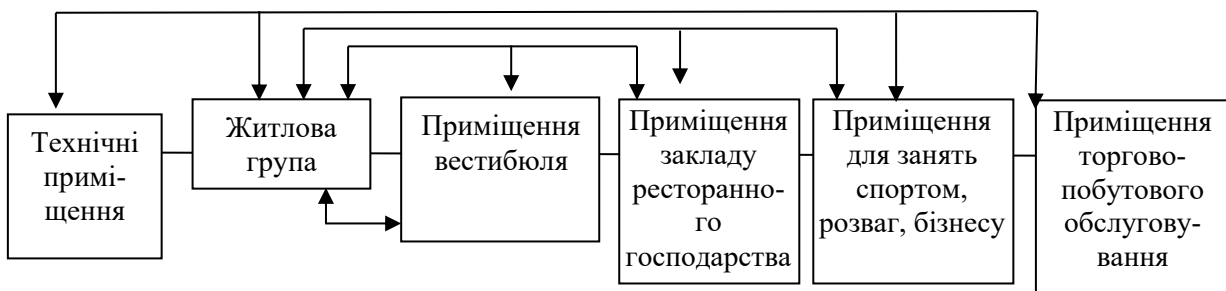 Технічні
примі-
щення
Житлова
група
Приміщення
вестибюля
Приміщення
закладу
ресторанно-
го
господарства
Приміщення
для занять
спортом,
розваг, бізнесу
Приміщення
торгово-
побутового
обслугову-
вання